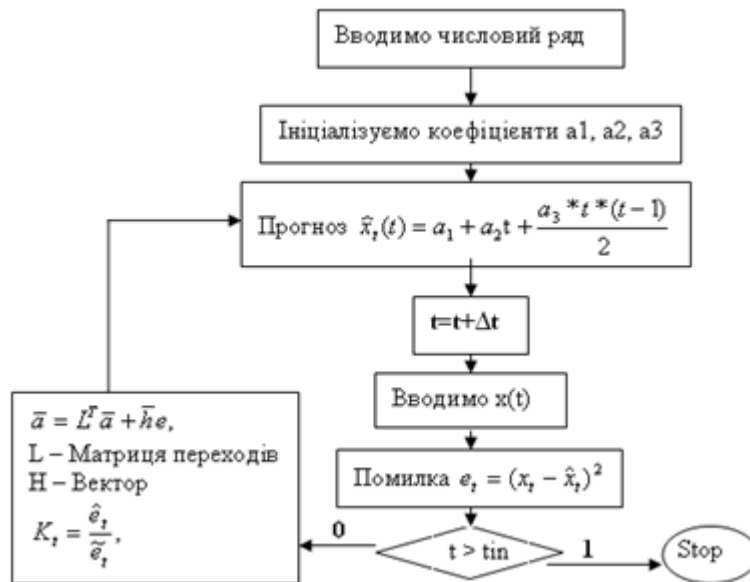 Вводимо числовий ряд
Ініціалізуємо коефіцієнти a1, a2, a3
Прогноз x̂ₜ(t) = a₁ + a₂t + (a₃ * t * (t − 1))/2
t=t+Δt
Вводимо x(t)
Помилка eₜ = (xₜ − x̂ₜ)²
t > tin
0
1
Stop
a̅ = Lᵀa̅ + h̅e,
L – Матриця переходів
H – Вектор
Kₜ = êₜ/ẽₜ,